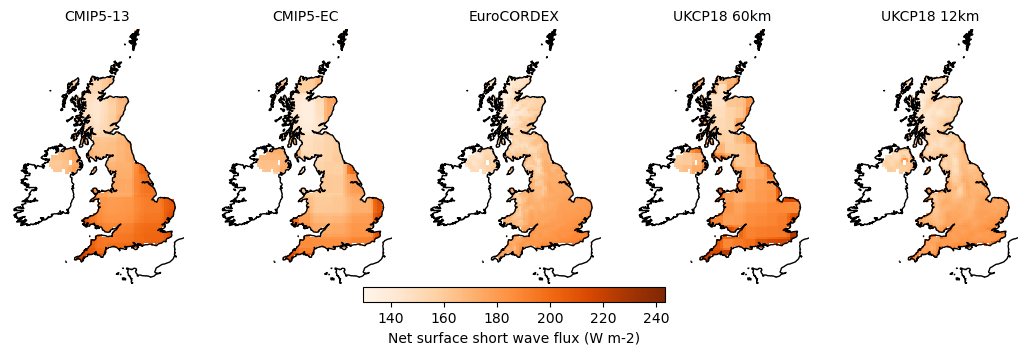 CMIP5-13 CMIP5-EC EuroCORDEX UKCP18 60km UKCP18 12km
140 160 180 200 220 240
Net surface short wave flux (W m-2)